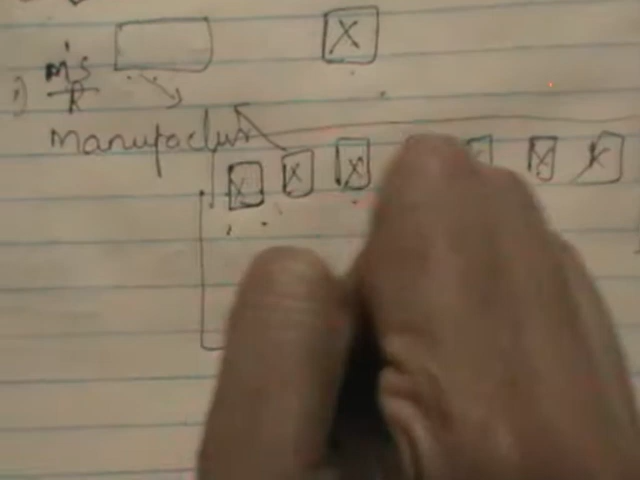 X
1) m's
R
manufactur
X X X X X X